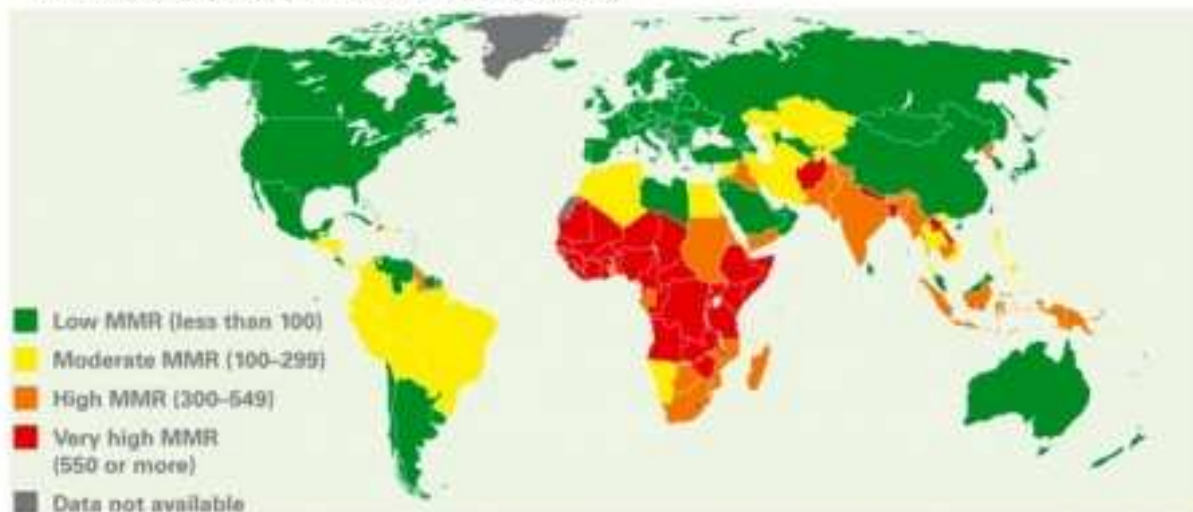 Low MMR (less than 100)
Moderate MMR (100–299)
High MMR (300–549)
Very high MMR
(550 or more)
Data not available